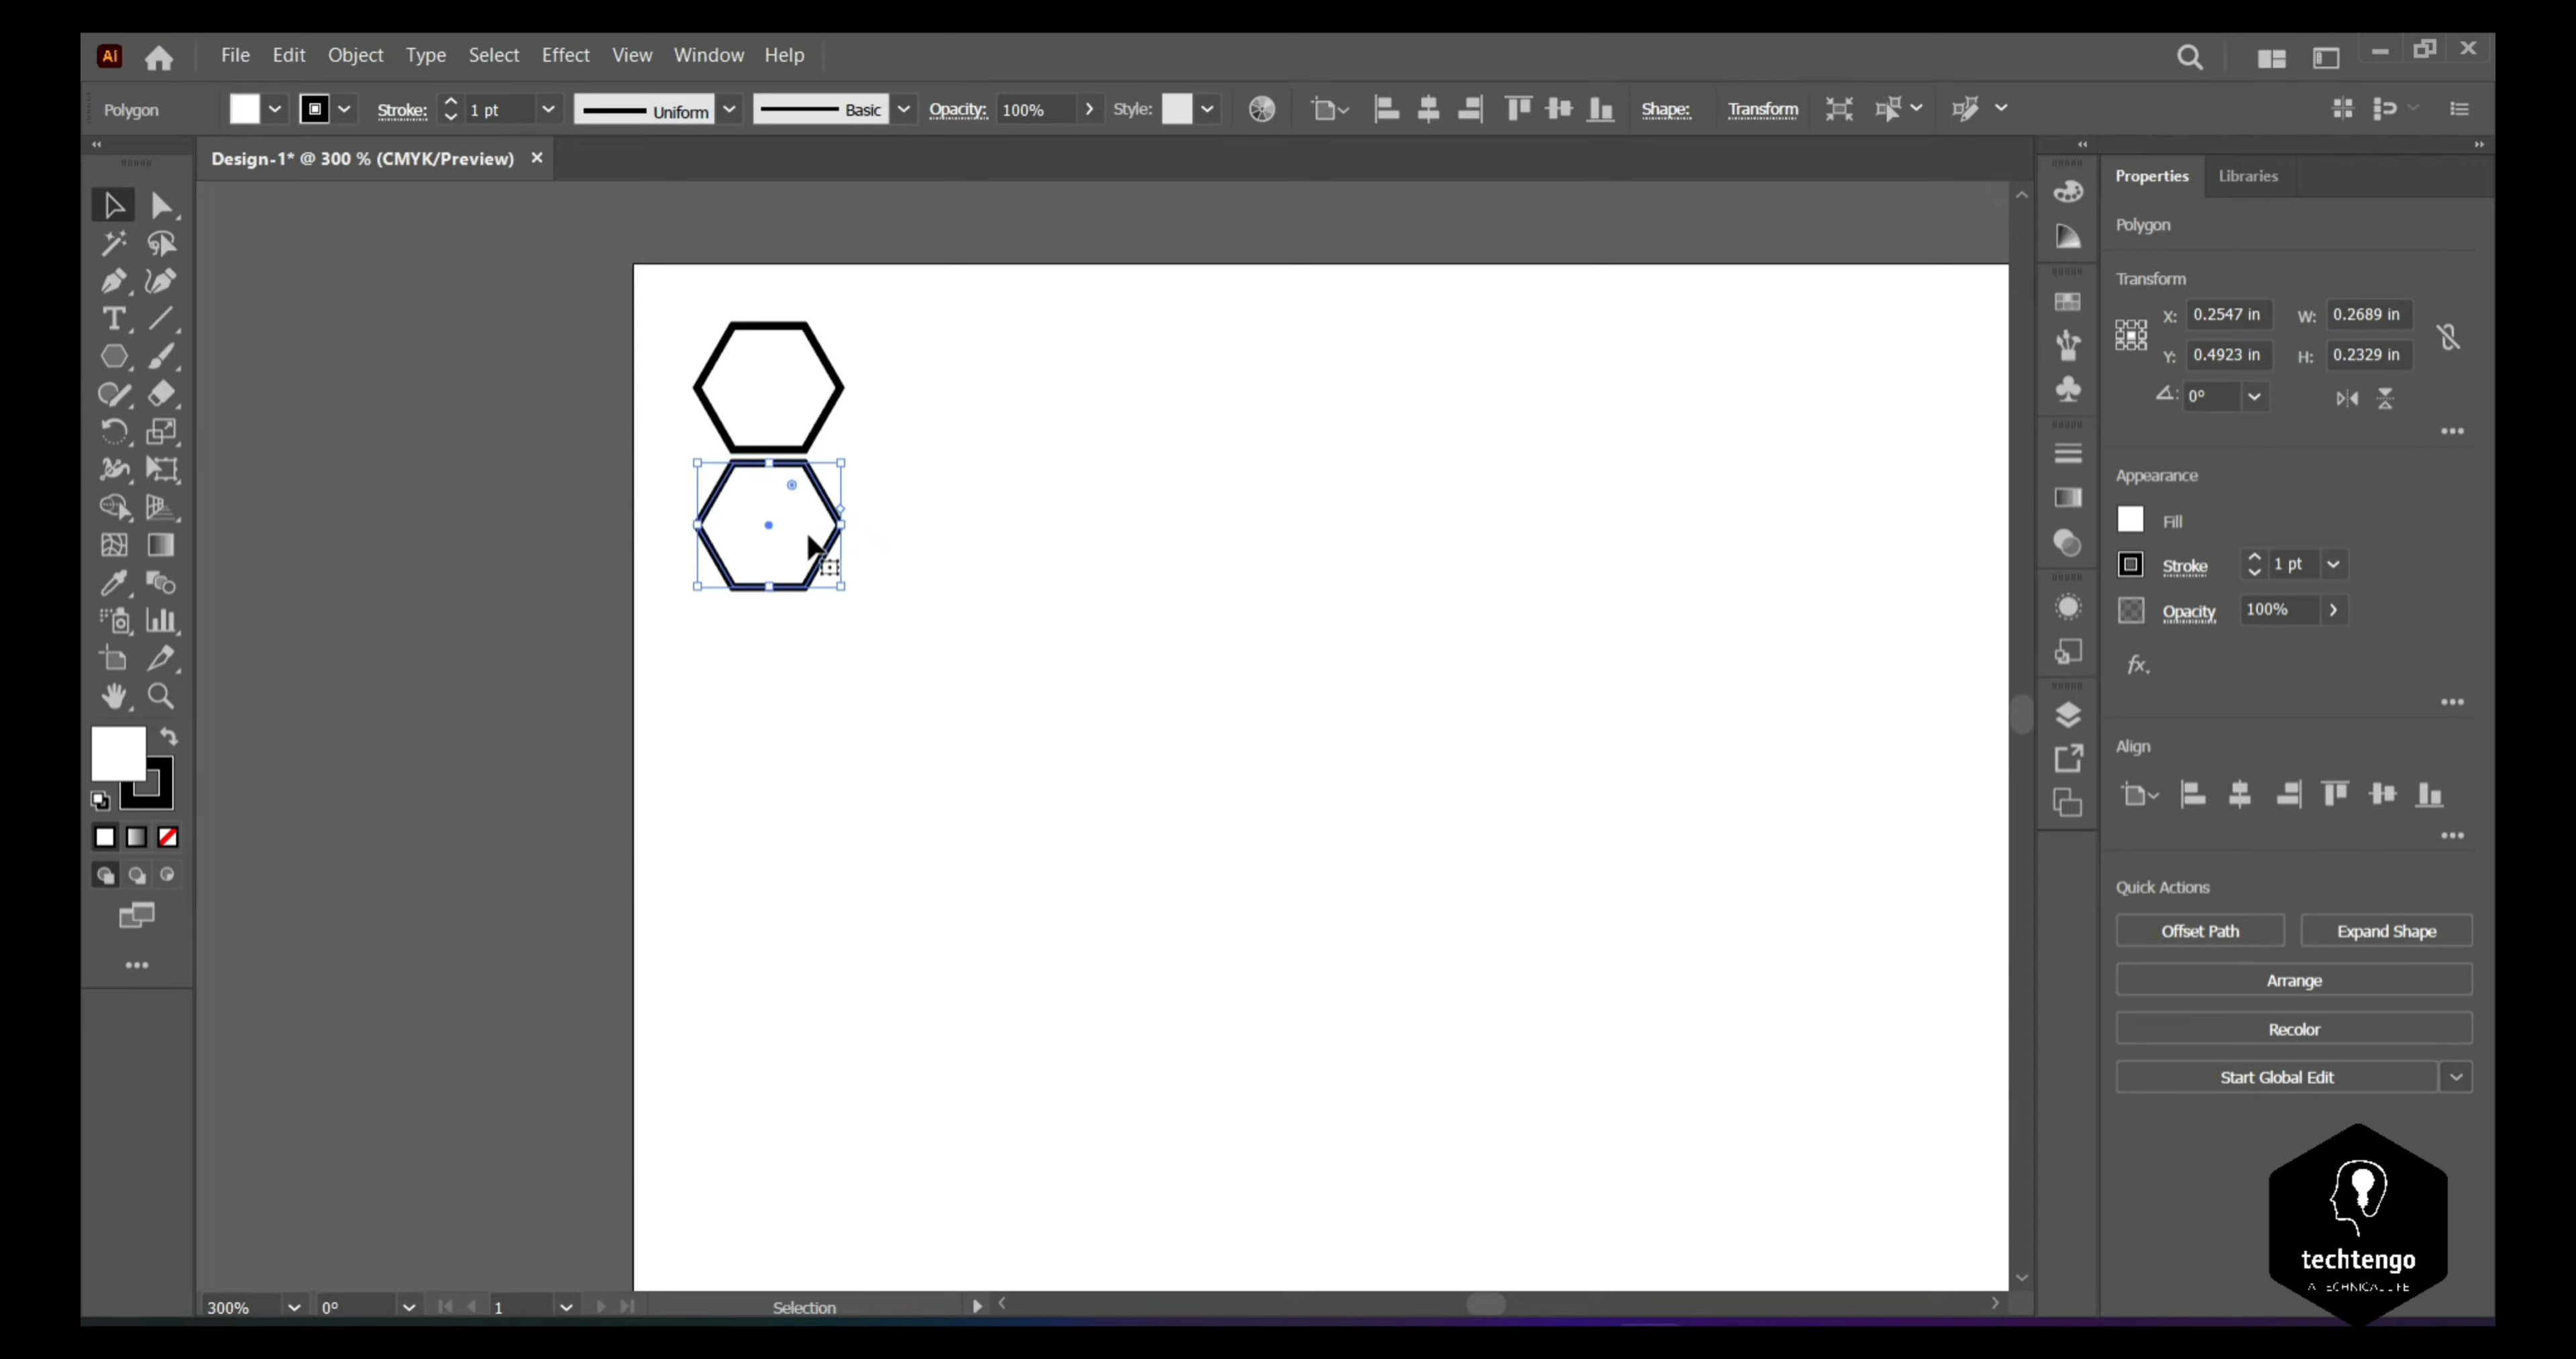 Ai File Edit Object Type Select Effect View Window Help
Polygon Stroke: 1 pt Uniform Basic Opacity: 100% Style: Shape: Transform
Design-1* @ 300 % (CMYK/Preview)
Properties Libraries
Polygon
Transform
X: 0.2547 in W: 0.2689 in
Y: 0.4923 in H: 0.2329 in
0°
Appearance
Fill
Stroke 1 pt
Opacity 100%
fx
Align
Quick Actions
Offset Path Expand Shape
Arrange
Recolor
Start Global Edit
techtengo
300% 0° 1 Selection